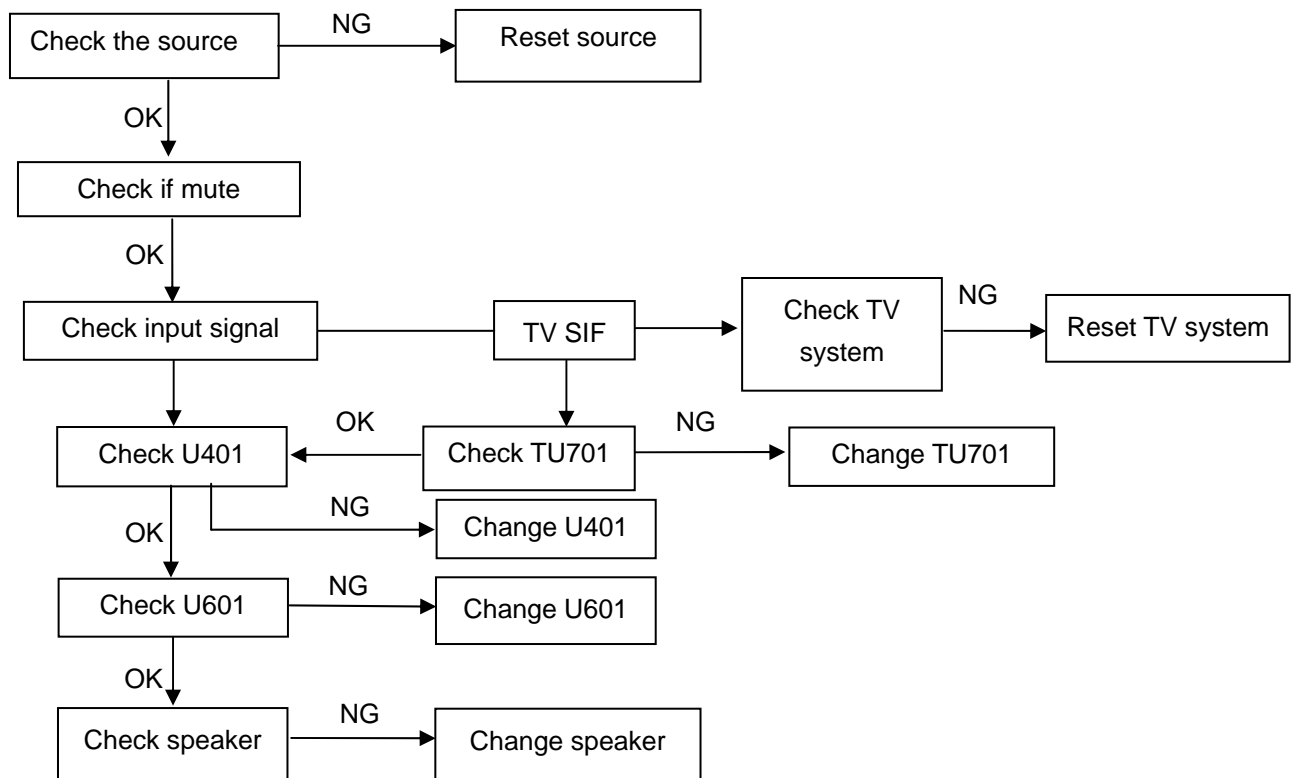 Check the source
NG
Reset source
OK
Check if mute
OK
Check input signal
TV SIF
Check TV
system
NG
Reset TV system
Check U401
OK
Check TU701
NG
Change TU701
OK
NG
Change U401
Check U601
NG
Change U601
OK
Check speaker
NG
Change speaker